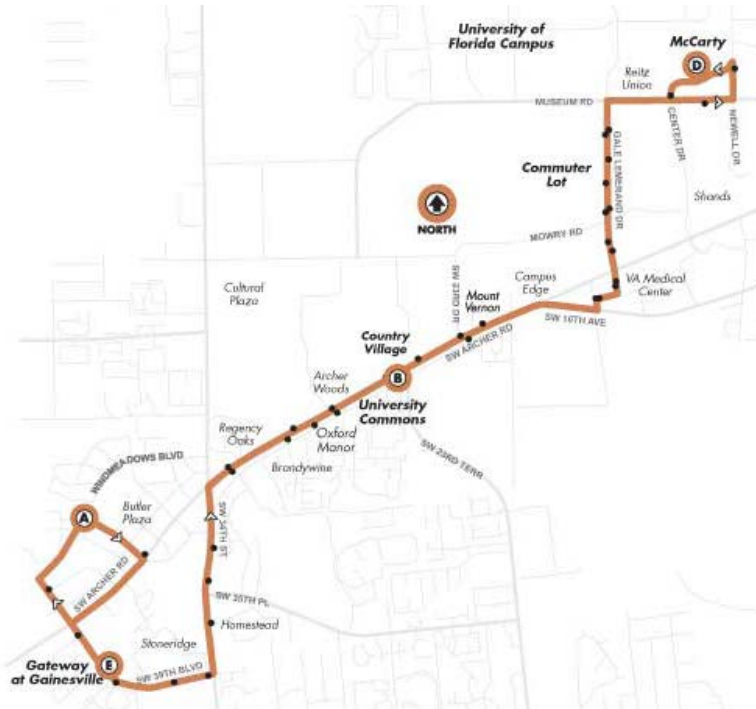 University of
Florida Campus
McCarty
D
Reitz
Union
MUSEUM RD
CENTER DR
NEWELL DR
GALE LEMERAND DR
Commuter
Lot
Shands
NORTH
MOWRY RD
Cultural
Plaza
SW 23RD DR
Mount
Vernon
Campus
Edge
VA Medical
Center
SW 16TH AVE
SW ARCHER RD
Country
Village
B
University
Commons
Archer
Woods
Regency
Oaks
Oxford
Manor
Brandywine
SW 23RD TERR
WINDMEADOWS BLVD
A
Butler
Plaza
SW 34TH ST
SW ARCHER RD
SW 35TH PL
Homestead
Stoneridge
E
Gateway
at Gainesville
SW 39TH BLVD